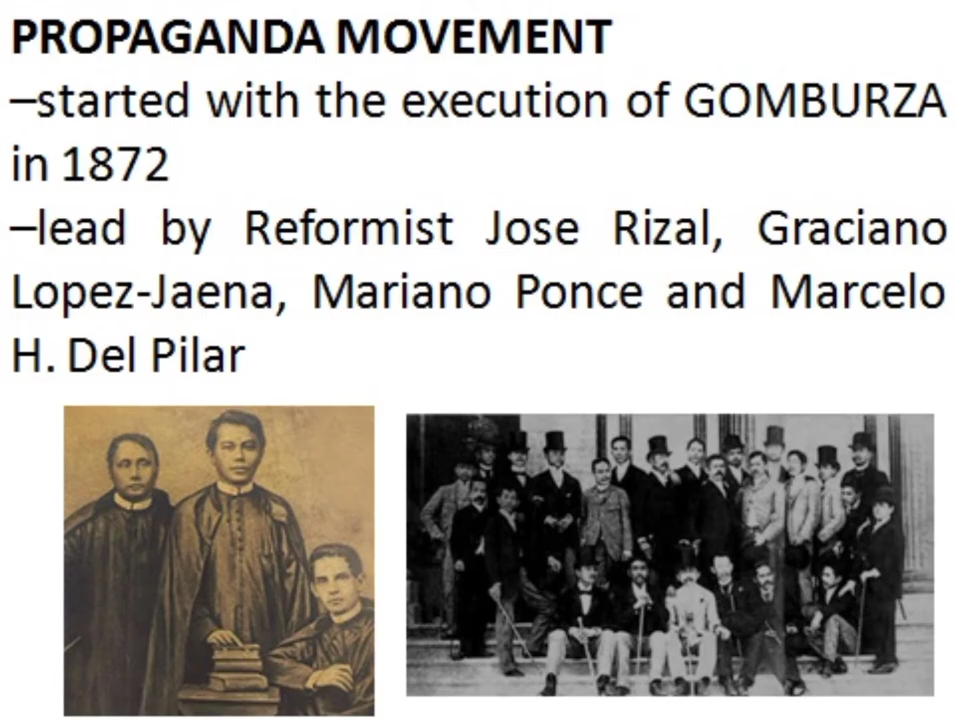 PROPAGANDA MOVEMENT
–started with the execution of GOMBURZA
in 1872
–lead by Reformist Jose Rizal, Graciano
Lopez-Jaena, Mariano Ponce and Marcelo
H. Del Pilar